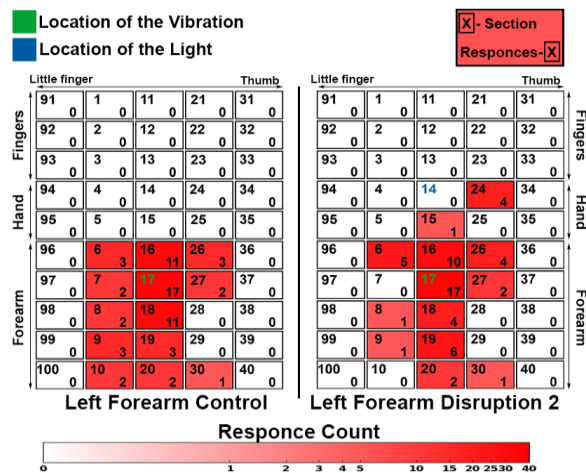 Location of the Vibration
Location of the Light
X - Section
Responces- X
Little finger Thumb Little finger Thumb
91 0 1 0 11 0 21 0 31 0 91 0 1 0 11 0 21 0 31 0
92 0 2 0 12 0 22 0 32 0 92 0 2 0 12 0 22 0 32 0
93 0 3 0 13 0 23 0 33 0 93 0 3 0 13 0 23 0 33 0
94 0 4 0 14 0 24 0 34 0 94 0 4 0 14 0 24 4 34 0
95 0 5 0 15 0 25 0 35 0 95 0 5 0 15 1 25 0 35 0
96 0 6 3 16 11 26 3 36 0 96 0 6 5 16 10 26 4 36 0
97 0 7 2 17 17 27 2 37 0 97 0 7 0 17 17 27 2 37 0
98 0 8 2 18 11 28 0 38 0 98 0 8 1 18 4 28 0 38 0
99 0 9 3 19 3 29 0 39 0 99 0 9 1 19 6 29 0 39 0
100 0 10 2 20 2 30 1 40 0 100 0 10 0 20 2 30 1 40 0
Fingers
Hand
Forearm
Fingers
Hand
Forearm
Left Forearm Control Left Forearm Disruption 2
Responce Count
0 1 2 3 4 5 10 15 20 25 30 40